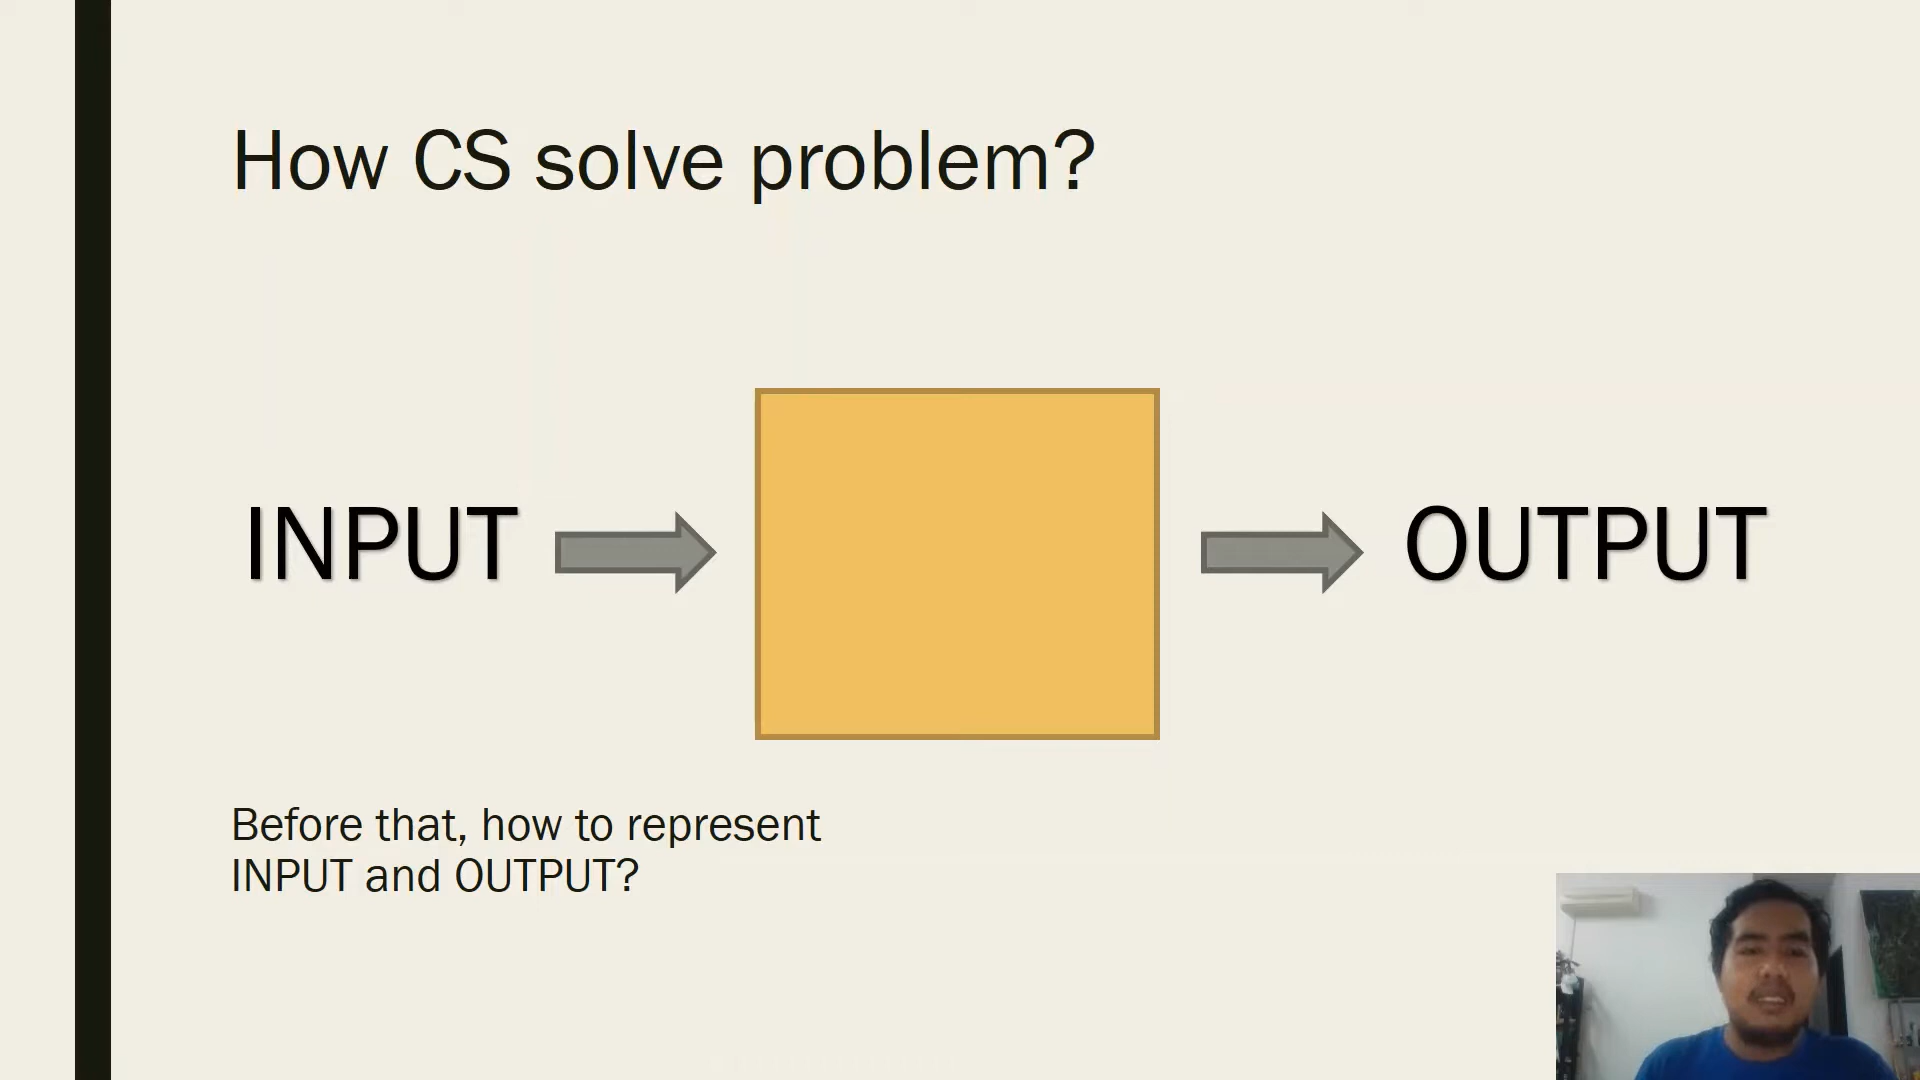 How CS solve problem?
INPUT
OUTPUT
Before that, how to represent
INPUT and OUTPUT?